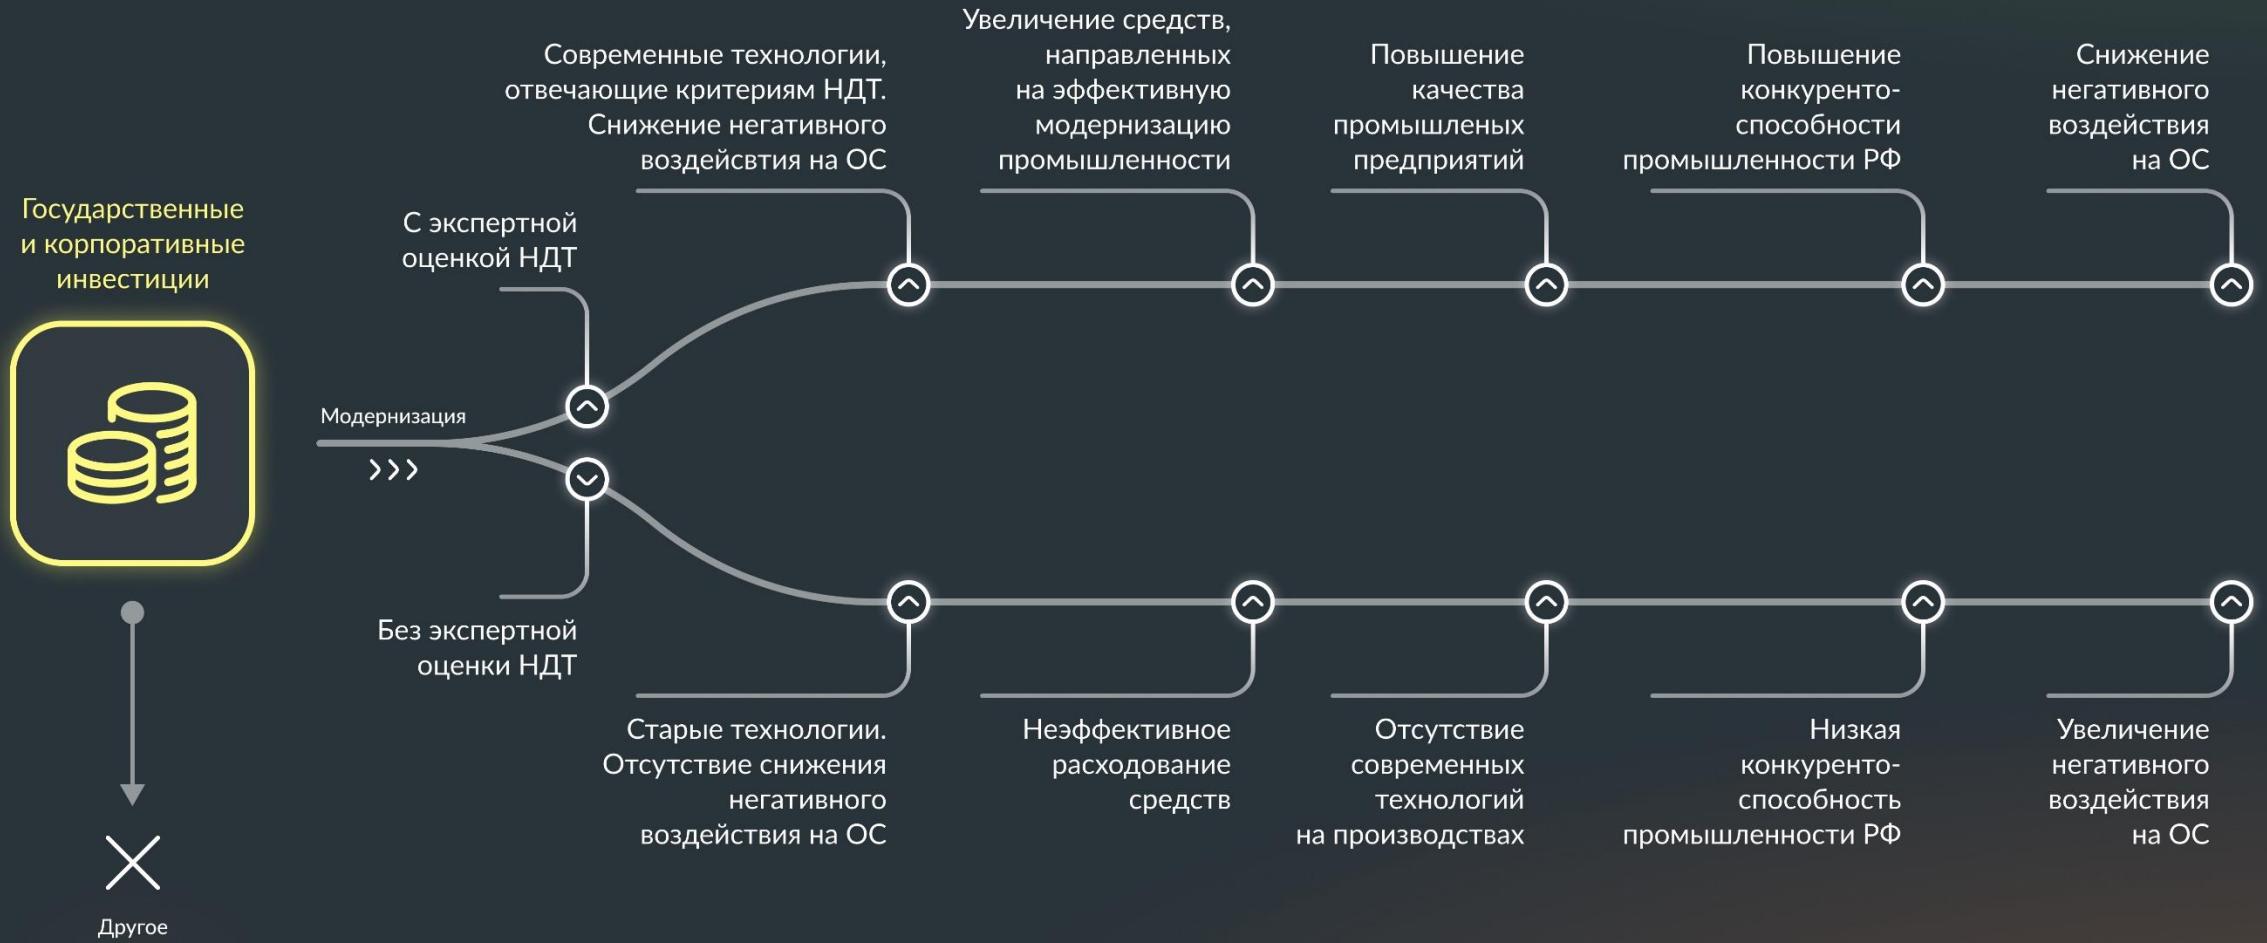 Государственные
и корпоративные
инвестиции
Другое
Модернизация
С экспертной
оценкой НДТ
Современные технологии,
отвечающие критериям НДТ.
Снижение негативного
воздейсвтия на ОС
Увеличение средств,
направленных
на эффективную
модернизацию
промышленности
Повышение
качества
промышленых
предприятий
Повышение
конкуренто-
способности
промышленности РФ
Снижение
негативного
воздействия
на ОС
Без экспертной
оценки НДТ
Старые технологии.
Отсутствие снижения
негативного
воздействия на ОС
Неэффективное
расходование
средств
Отсутствие
современных
технологий
на производствах
Низкая
конкуренто-
способность
промышленности РФ
Увеличение
негативного
воздействия
на ОС